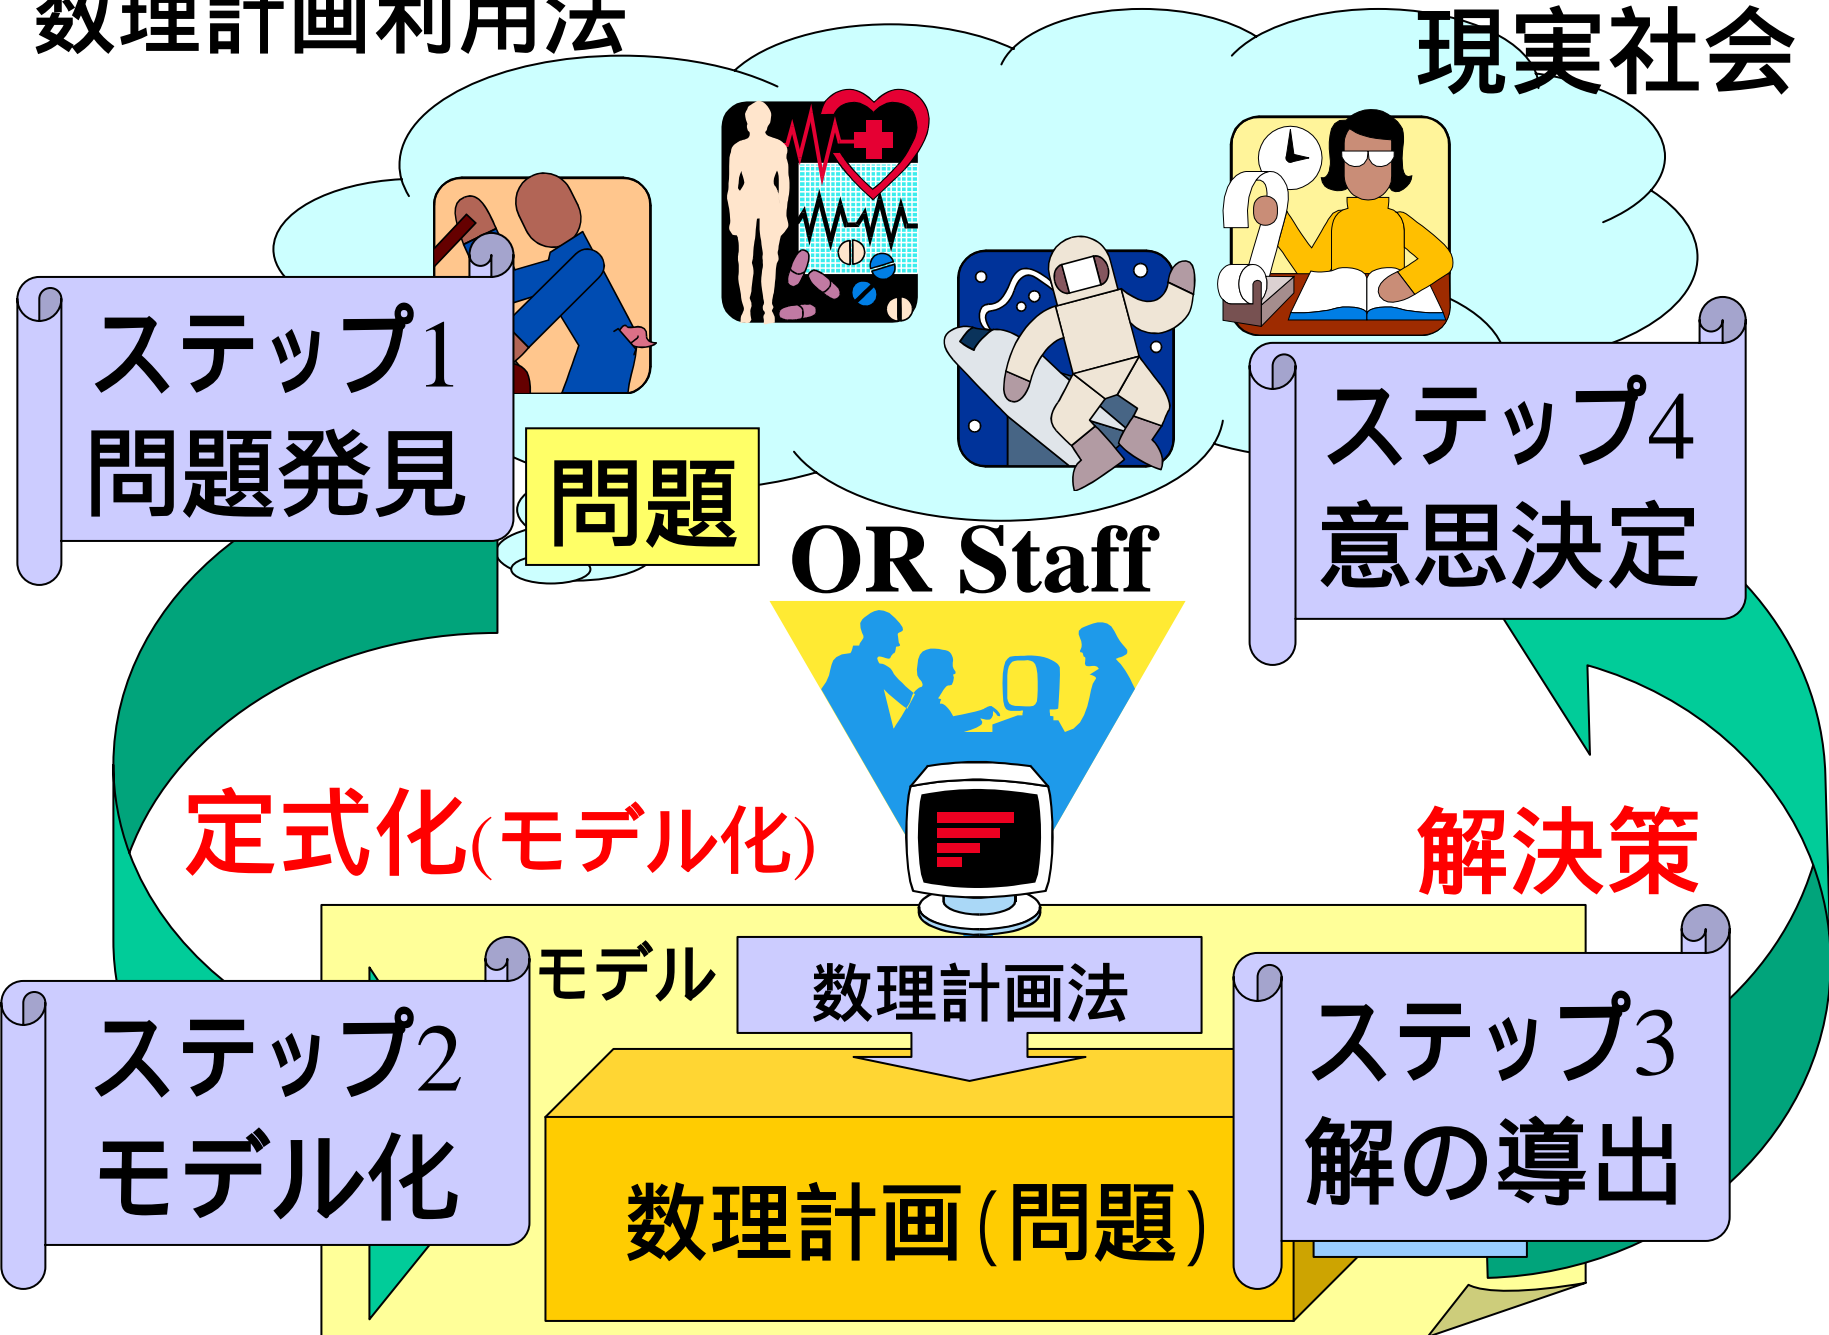 数理計画利用法
現実社会
ステップ1
問題発見
問題
OR Staff
ステップ4
意思決定
定式化(モデル化)
解決策
モデル
数理計画法
ステップ2
モデル化
数理計画(問題)
ステップ3
解の導出